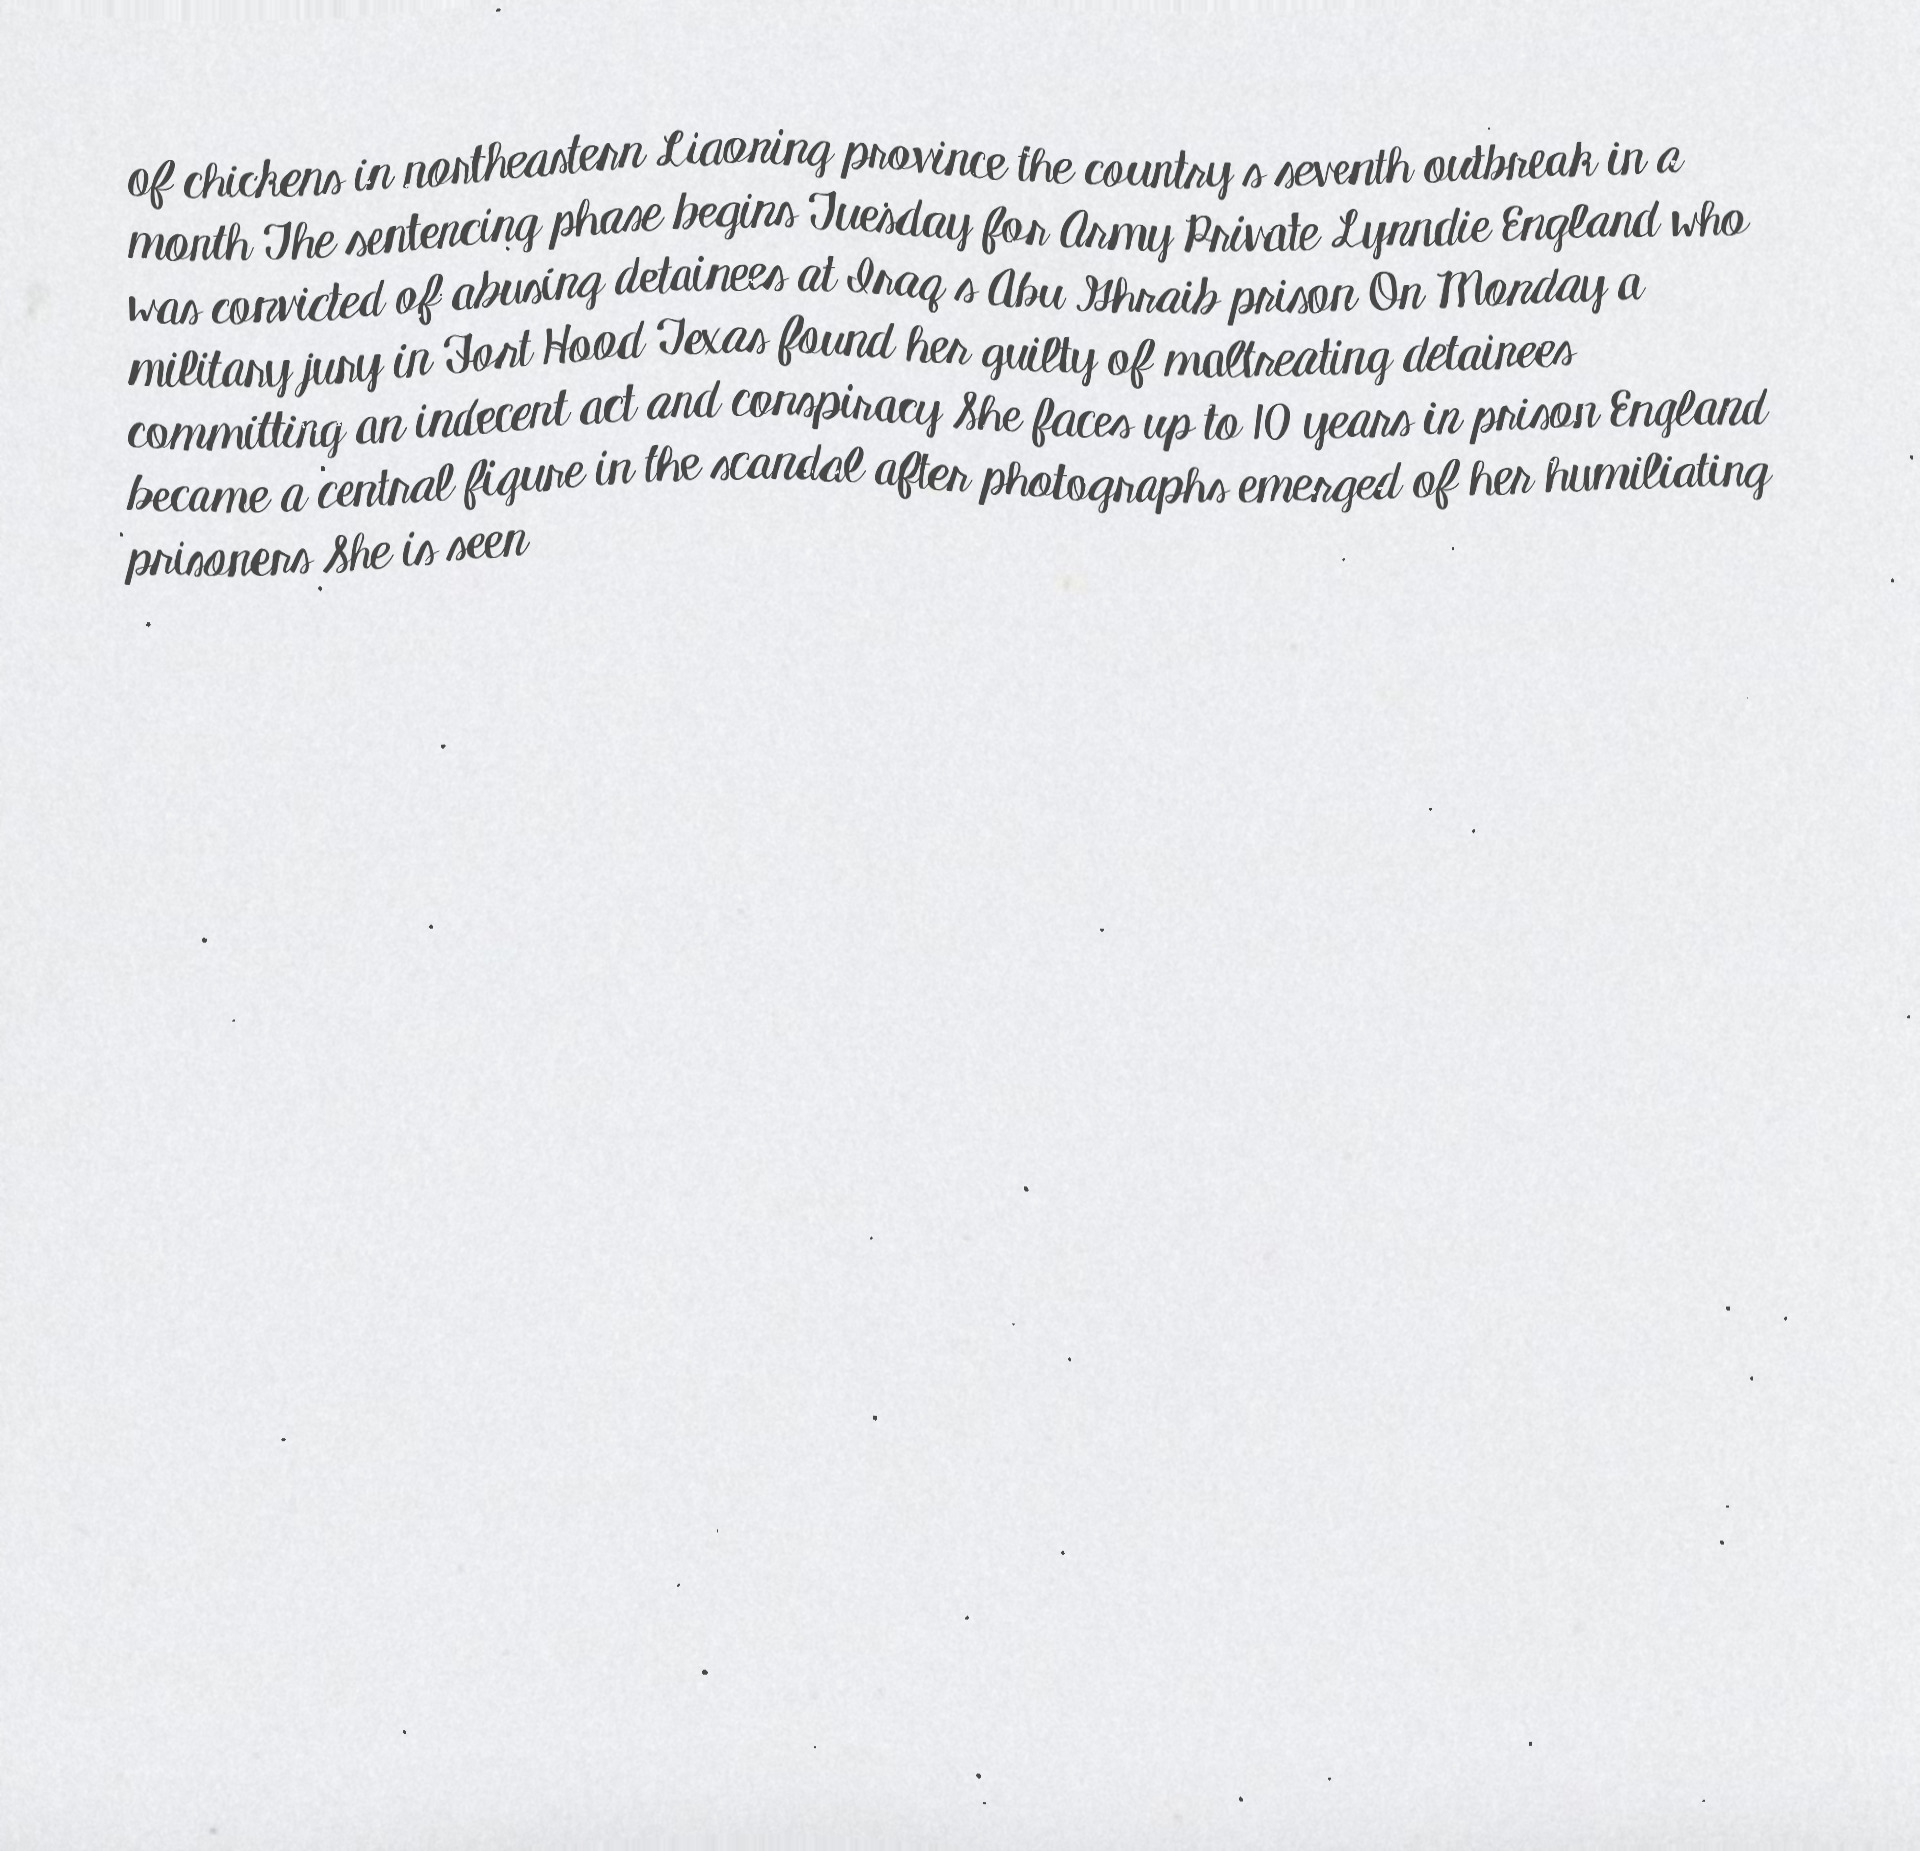 of chickens in northeastern Liaoning province the country s seventh outbreak in a
month The sentencing phase begins Tuesday for Army Private Lynndie England who
was convicted of abusing detainees at Iraq s Abu Ghraib prison On Monday a
military jury in Fort Hood Texas found her guilty of maltreating detainees
committing an indecent act and conspiracy She faces up to 10 years in prison England
became a central figure in the scandal after photographs emerged of her humiliating
prisoners She is seen